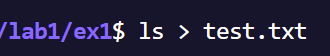 /lab1/ex1$ ls > test.txt